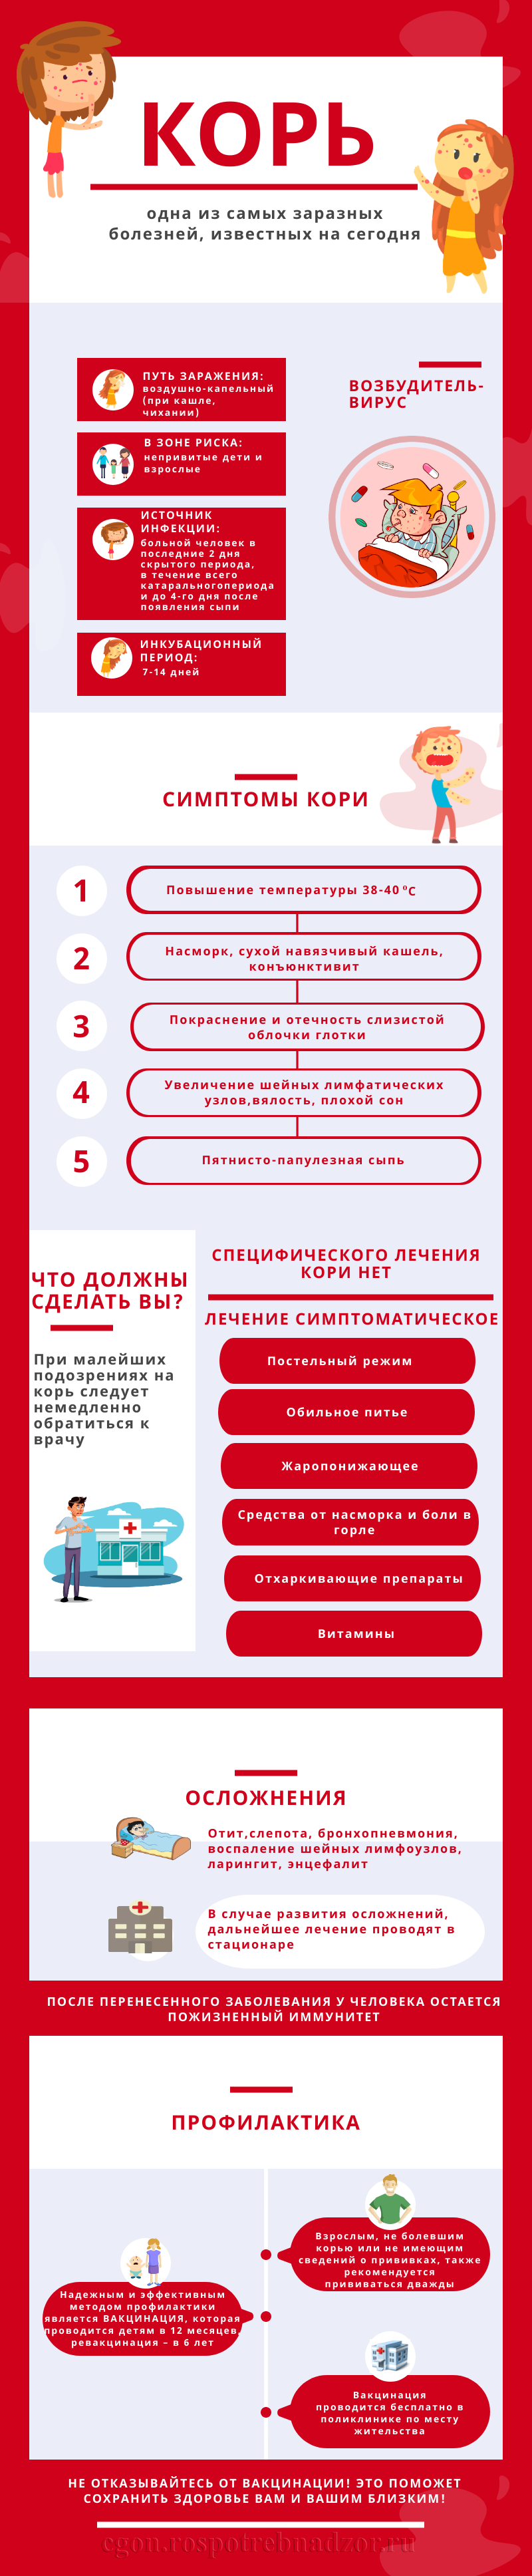 КОРЬ
одна из самых заразных
болезней, известных на сегодня
ПУТЬ ЗАРАЖЕНИЯ:
воздушно-капельный
(при кашле,
чихании)
В ЗОНЕ РИСКА:
непривитые дети и
взрослые
ИСТОЧНИК
ИНФЕКЦИИ:
больной человек в
последние 2 дня
скрытого периода,
в течение всего
катаральногопериода
и до 4-го дня после
появления сыпи
ИНКУБАЦИОННЫЙ
ПЕРИОД:
7-14 дней
ВОЗБУДИТЕЛЬ-
ВИРУС
СИМПТОМЫ КОРИ
1
Повышение температуры 38-40 °С
2
Насморк, сухой навязчивый кашель,
конъюнктивит
3
Покраснение и отечность слизистой
облочки глотки
4
Увеличение шейных лимфатических
узлов,вялость, плохой сон
5
Пятнисто-папулезная сыпь
ЧТО ДОЛЖНЫ
СДЕЛАТЬ ВЫ?
При малейших
подозрениях на
корь следует
немедленно
обратиться к
врачу
СПЕЦИФИЧЕСКОГО ЛЕЧЕНИЯ
КОРИ НЕТ
ЛЕЧЕНИЕ СИМПТОМАТИЧЕСКОЕ
Постельный режим
Обильное питье
Жаропонижающее
Средства от насморка и боли в
горле
Отхаркивающие препараты
Витамины
ОСЛОЖНЕНИЯ
Отит,слепота, бронхопневмония,
воспаление шейных лимфоузлов,
ларингит, энцефалит
В случае развития осложнений,
дальнейшее лечение проводят в
стационаре
ПОСЛЕ ПЕРЕНЕСЕННОГО ЗАБОЛЕВАНИЯ У ЧЕЛОВЕКА ОСТАЕТСЯ
ПОЖИЗНЕННЫЙ ИММУНИТЕТ
ПРОФИЛАКТИКА
Взрослым, не болевшим
корью или не имеющим
сведений о прививках, также
рекомендуется
прививаться дважды
Надежным и эффективным
методом профилактики
является ВАКЦИНАЦИЯ, которая
проводится детям в 12 месяцев,
ревакцинация – в 6 лет
Вакцинация
проводится бесплатно в
поликлинике по месту
жительства
НЕ ОТКАЗЫВАЙТЕСЬ ОТ ВАКЦИНАЦИИ! ЭТО ПОМОЖЕТ
СОХРАНИТЬ ЗДОРОВЬЕ ВАМ И ВАШИМ БЛИЗКИМ!
cgon.rospotrebnadzor.ru